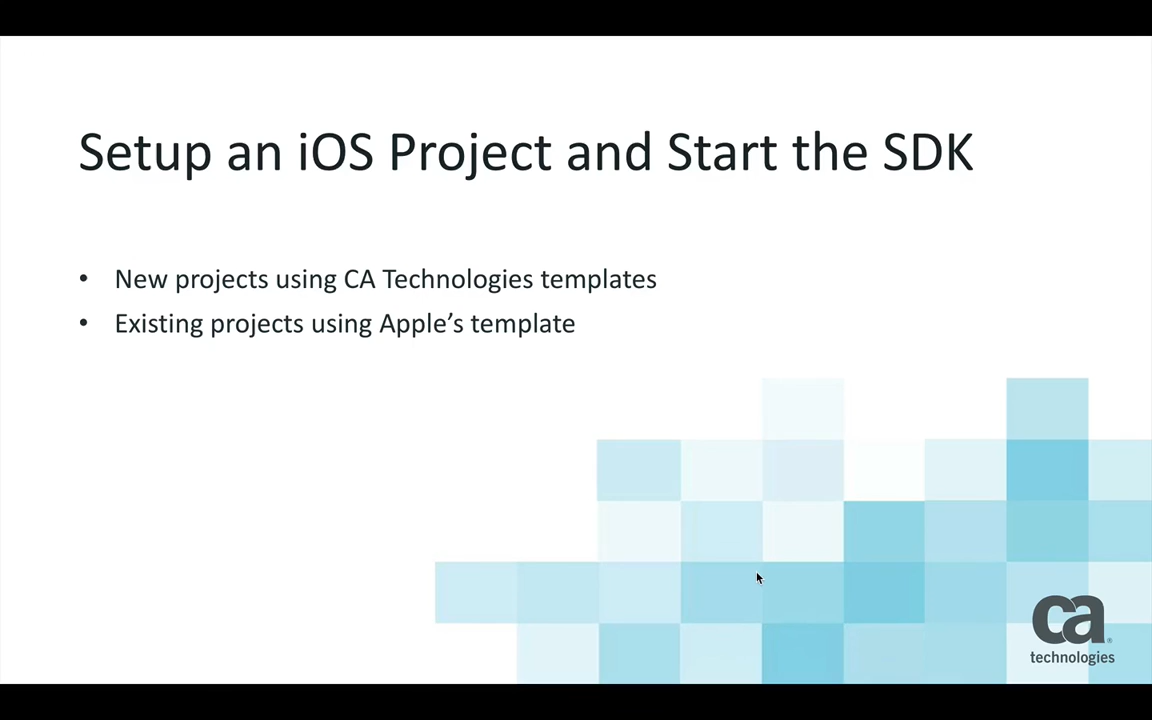 Setup an iOS Project and Start the SDK
• New projects using CA Technologies templates
• Existing projects using Apple’s template
ca®
technologies